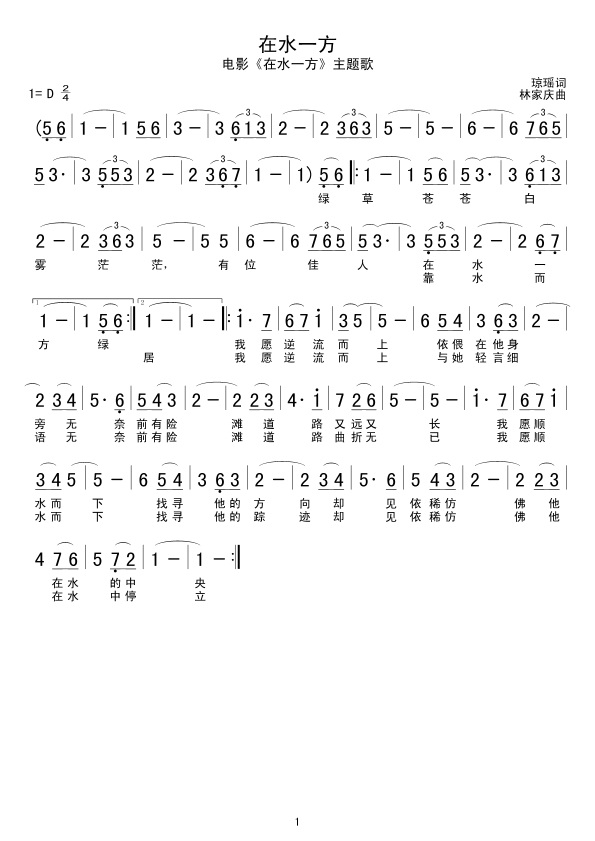 在水一方
电影《在水一方》主题歌
琼瑶词
1= D 2/4
林家庆曲
(5 6 | 1 - | 1 5 6 | 3 - | 3 6 1 3 | 2 - | 2 3 6 3 | 5 - | 5 - | 6 - | 6 7 6 5 |
5 3· | 3 5 5 3 | 2 - | 2 3 6 7 | 1 - | 1 -) | 5 6 |: 1 - | 1 5 6 | 5 3· | 3 6 1 3 |
绿 草 苍 苍 白
2 - | 2 3 6 3 | 5 - | 5 5 | 6 - | 6 7 6 5 | 5 3· | 3 5 5 3 | 2 - | 2 6 7 |
雾 茫 茫, 有 位 佳 人 在 水 一
靠 水 而
1 2
1 - | 1 5 6 :| 1 - | 1 - |: 1· 7 | 6 7 1 | 3 5 | 5 - | 6 5 4 | 3 6 3 | 2 - |
方 绿 我 愿 逆 流 而 上 依 偎 在 他 身
居 我 愿 逆 流 而 上 与 她 轻 言 细
2 3 4 | 5· 6 | 5 4 3 | 2 - | 2 2 3 | 4· 1 | 7 2 6 | 5 - | 5 - | 1· 7 | 6 7 1 |
旁 无 奈 前 有 险 滩 道 路 又 远 又 长 我 愿 顺
语 无 奈 前 有 险 滩 道 路 曲 折 无 已 我 愿 顺
3 4 5 | 5 - | 6 5 4 | 3 6 3 | 2 3 4 | 5· 6 | 5 4 3 | 2 - | 2 2 3 |
水 而 下 找 寻 他 的 方 向 却 见 依 稀 仿 佛 他
水 而 下 找 寻 他 的 踪 迹 却 见 依 稀 仿 佛 他
4 7 6 | 5 7 2 | 1 - | 1 - :|
在 水 的 中 央
在 水 中 停 立
1